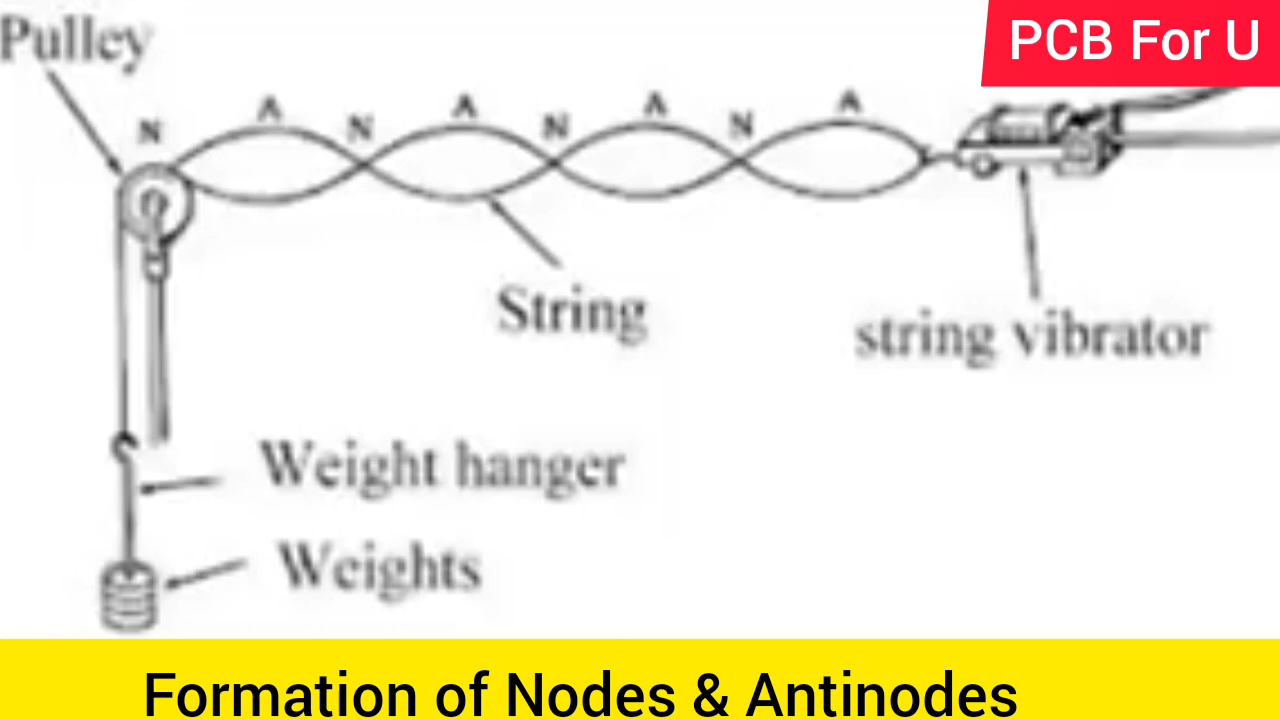 PCB For U
Pulley
N A N A N A N A
String
string vibrator
Weight hanger
Weights
Formation of Nodes & Antinodes